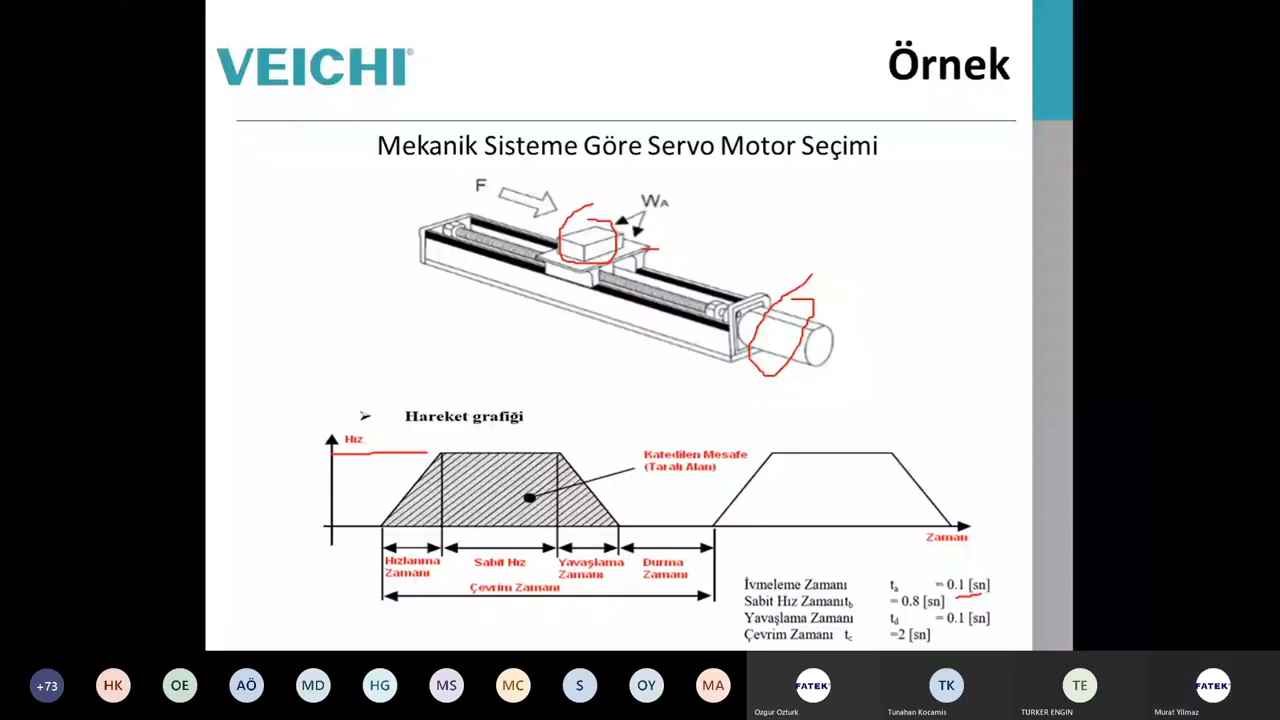 VEICHI®
Örnek
Mekanik Sisteme Göre Servo Motor Seçimi
F
WA
➢ Hareket grafiği
Hız
Katedilen Mesafe
(Taralı Alan)
Zaman
Hızlanma
Zamanı
Sabit Hız
Yavaşlama
Zamanı
Durma
Zamanı
Çevrim Zamanı
İvmeleme Zamanı ta = 0.1 [sn]
Sabit Hız Zamanıtb = 0.8 [sn]
Yavaşlama Zamanı td = 0.1 [sn]
Çevrim Zamanı tc =2 [sn]
+73
HK
OE
AÖ
MD
HG
MS
MC
S
OY
MA
FATEK
TK
TE
FATEK
Ozgur Ozturk
Tunahan Kocamis
TURKER ENGIN
Murat Yilmaz